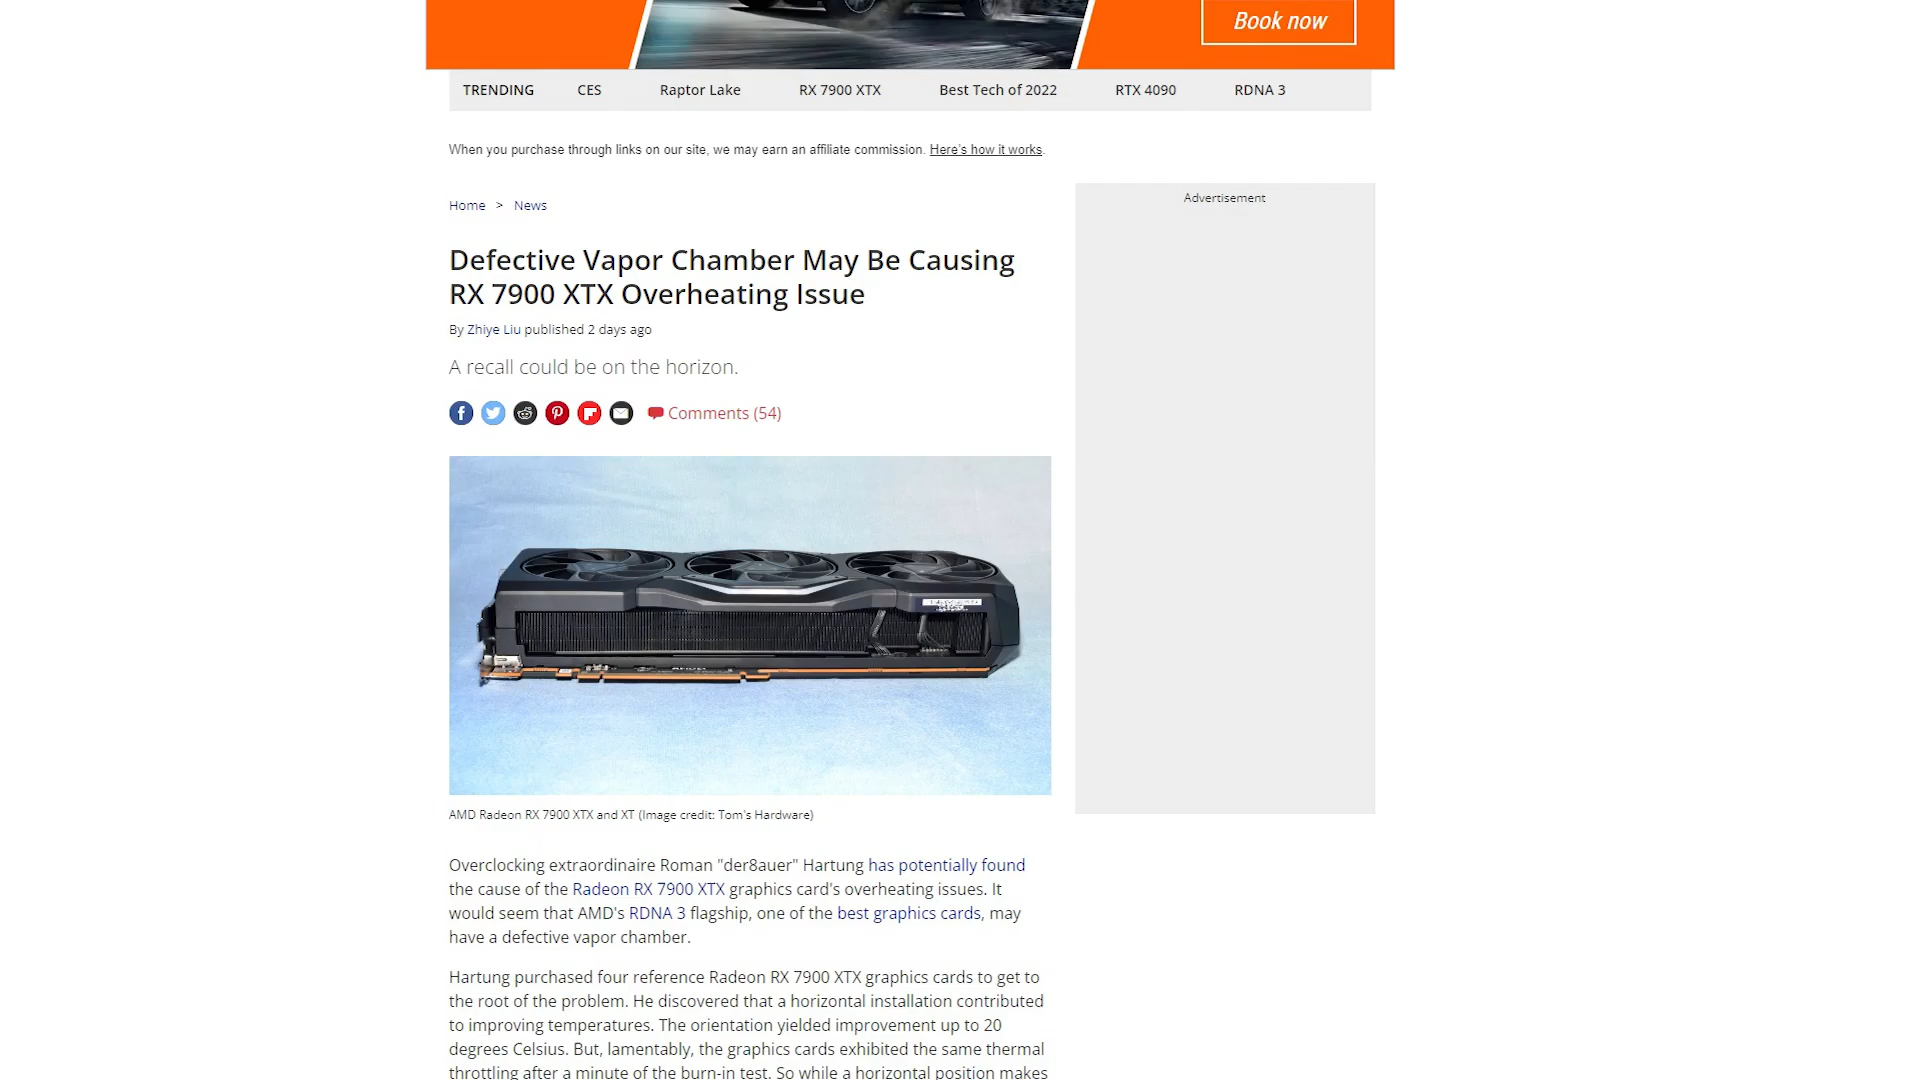 Book now
TRENDING CES Raptor Lake RX 7900 XTX Best Tech of 2022 RTX 4090 RDNA 3
When you purchase through links on our site, we may earn an affiliate commission. Here's how it works.
Advertisement
Home > News
Defective Vapor Chamber May Be Causing
RX 7900 XTX Overheating Issue
By Zhiye Liu published 2 days ago
A recall could be on the horizon.
Comments (54)
AMD Radeon RX 7900 XTX and XT (Image credit: Tom's Hardware)
Overclocking extraordinaire Roman "der8auer" Hartung has potentially found
the cause of the Radeon RX 7900 XTX graphics card's overheating issues. It
would seem that AMD's RDNA 3 flagship, one of the best graphics cards, may
have a defective vapor chamber.
Hartung purchased four reference Radeon RX 7900 XTX graphics cards to get to
the root of the problem. He discovered that a horizontal installation contributed
to improving temperatures. The orientation yielded improvement up to 20
degrees Celsius. But, lamentably, the graphics cards exhibited the same thermal
throttling after a minute of the burn-in test. So while a horizontal position makes